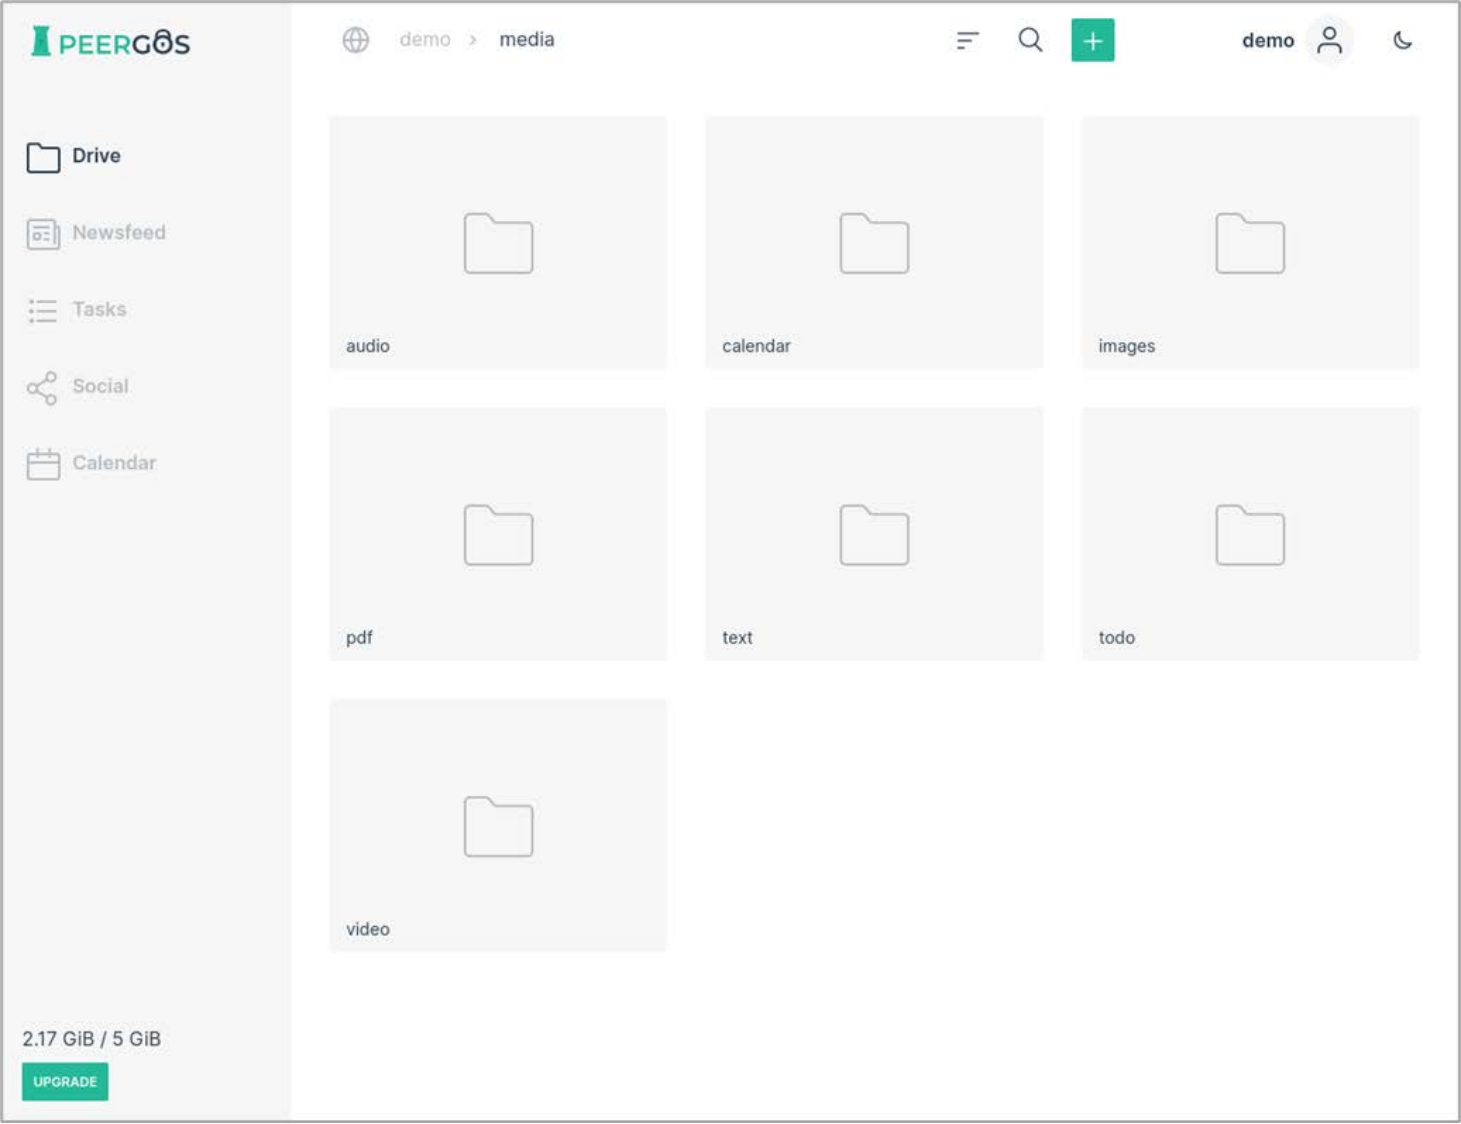 PEERGOS
demo > media
demo
Drive
Newsfeed
Tasks
Social
Calendar
audio
calendar
images
pdf
text
todo
video
2.17 GiB / 5 GiB
UPGRADE